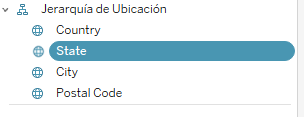 Jerarquía de Ubicación
Country
State
City
Postal Code